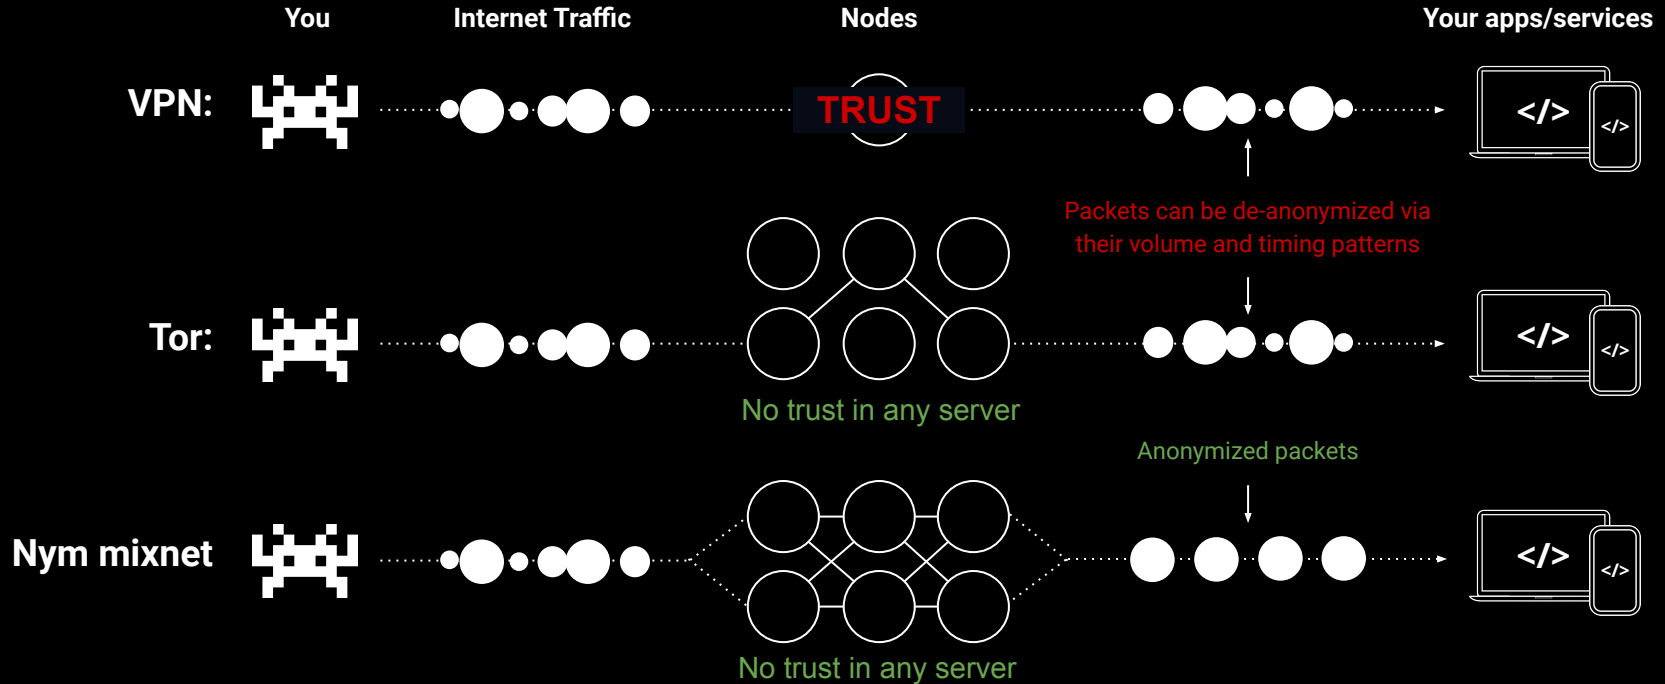 You
Internet Traffic
Nodes
Your apps/services
VPN:
TRUST
</>
</>
Packets can be de-anonymized via
their volume and timing patterns
Tor:
</>
</>
No trust in any server
Anonymized packets
Nym mixnet
</>
</>
No trust in any server